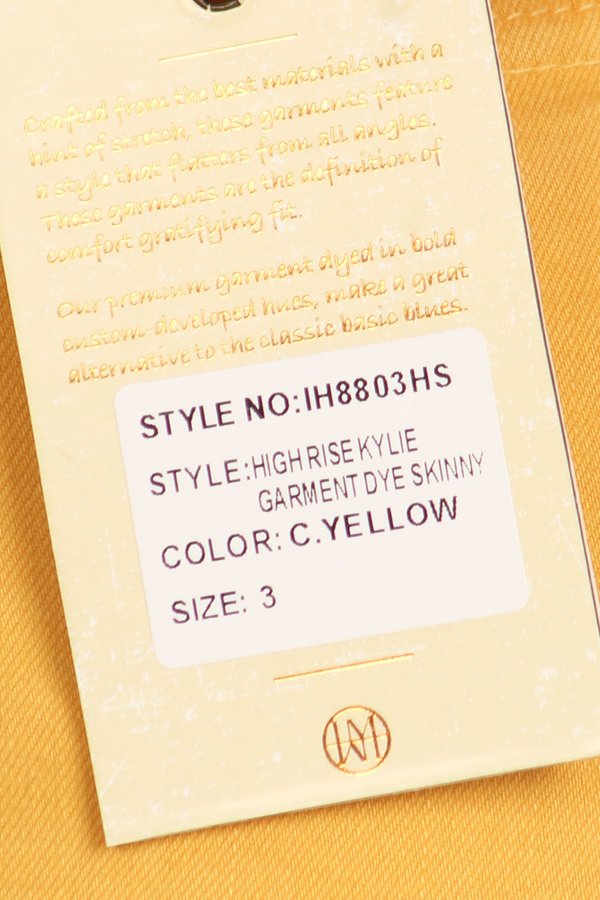 Crafted from the best materials with a
hint of stretch, these garments feature
a style that flatters from all angles.
These garments are the definition of
comfort gratifying fit.
Our premium garment dyed in bold
custom-developed hues, make a great
alternative to the classic basic blues.
STYLE NO:IH8803HS
STYLE:HIGH RISE KYLIE
GARMENT DYE SKINNY
COLOR: C.YELLOW
SIZE: 3